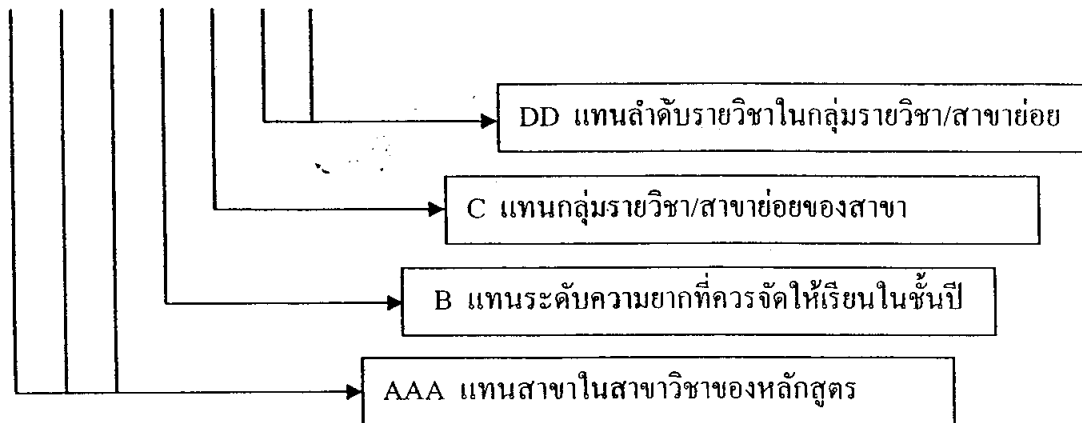 DD แทนลำดับรายวิชาในกลุ่มรายวิชา/สาขาย่อย
C แทนกลุ่มรายวิชา/สาขาย่อยของสาขา
B แทนระดับความยากที่ควรจัดให้เรียนในชั้นปี
AAA แทนสาขาในสาขาวิชาของหลักสูตร